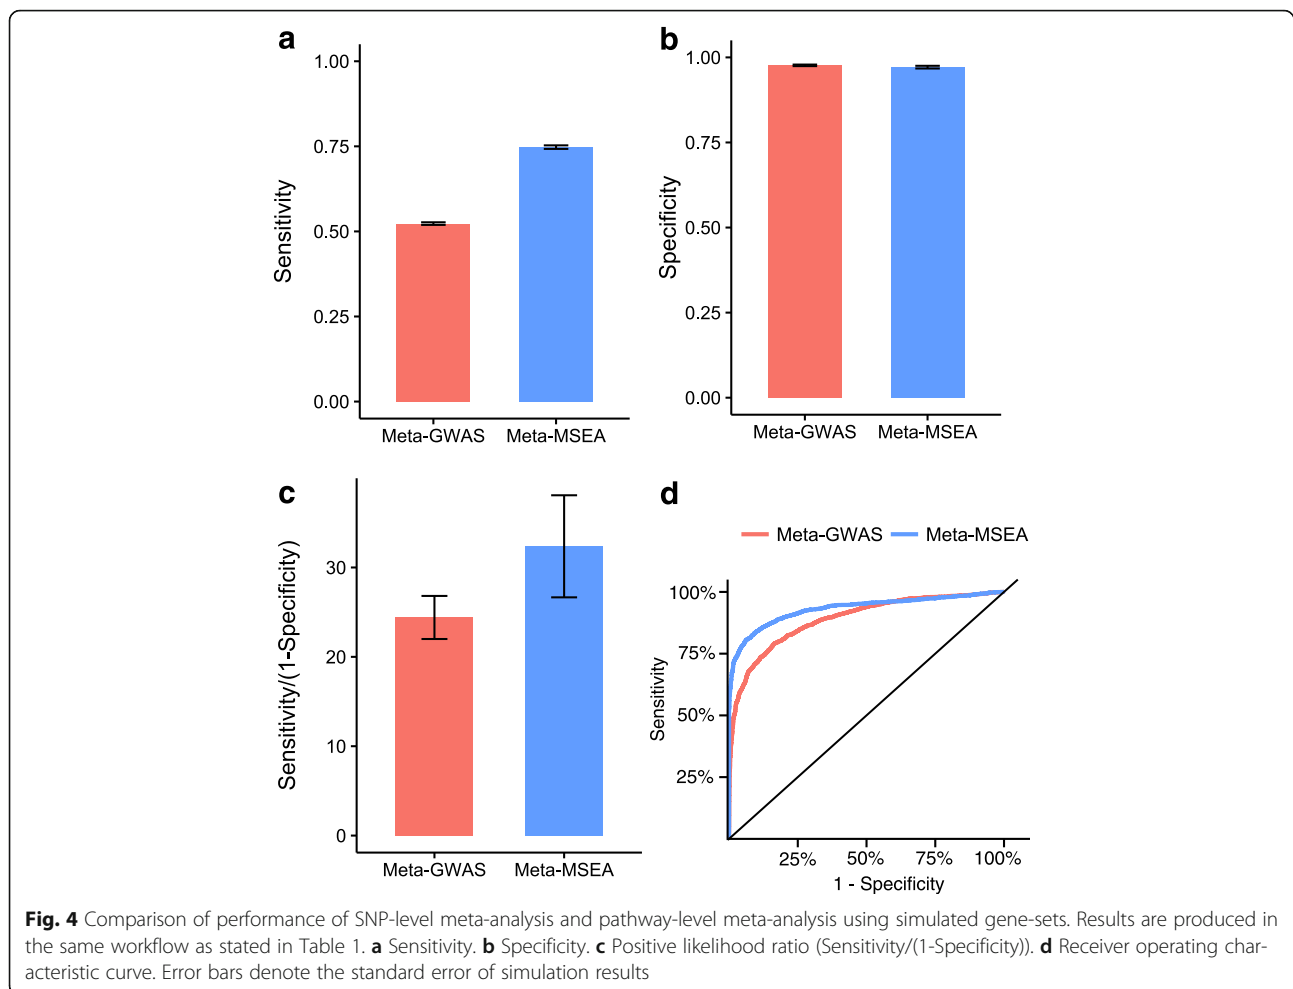 a
1.00
0.75
0.50
0.25
0.00
Sensitivity
Meta-GWAS Meta-MSEA
b
1.00
0.75
0.50
0.25
0.00
Specificity
Meta-GWAS Meta-MSEA
c
30
20
10
0
Sensitivity/(1-Specificity)
Meta-GWAS Meta-MSEA
d
Meta-GWAS Meta-MSEA
100%
75%
50%
25%
Sensitivity
25% 50% 75% 100%
1 - Specificity
Fig. 4 Comparison of performance of SNP-level meta-analysis and pathway-level meta-analysis using simulated gene-sets. Results are produced in
the same workflow as stated in Table 1. a Sensitivity. b Specificity. c Positive likelihood ratio (Sensitivity/(1-Specificity)). d Receiver operating char-
acteristic curve. Error bars denote the standard error of simulation results